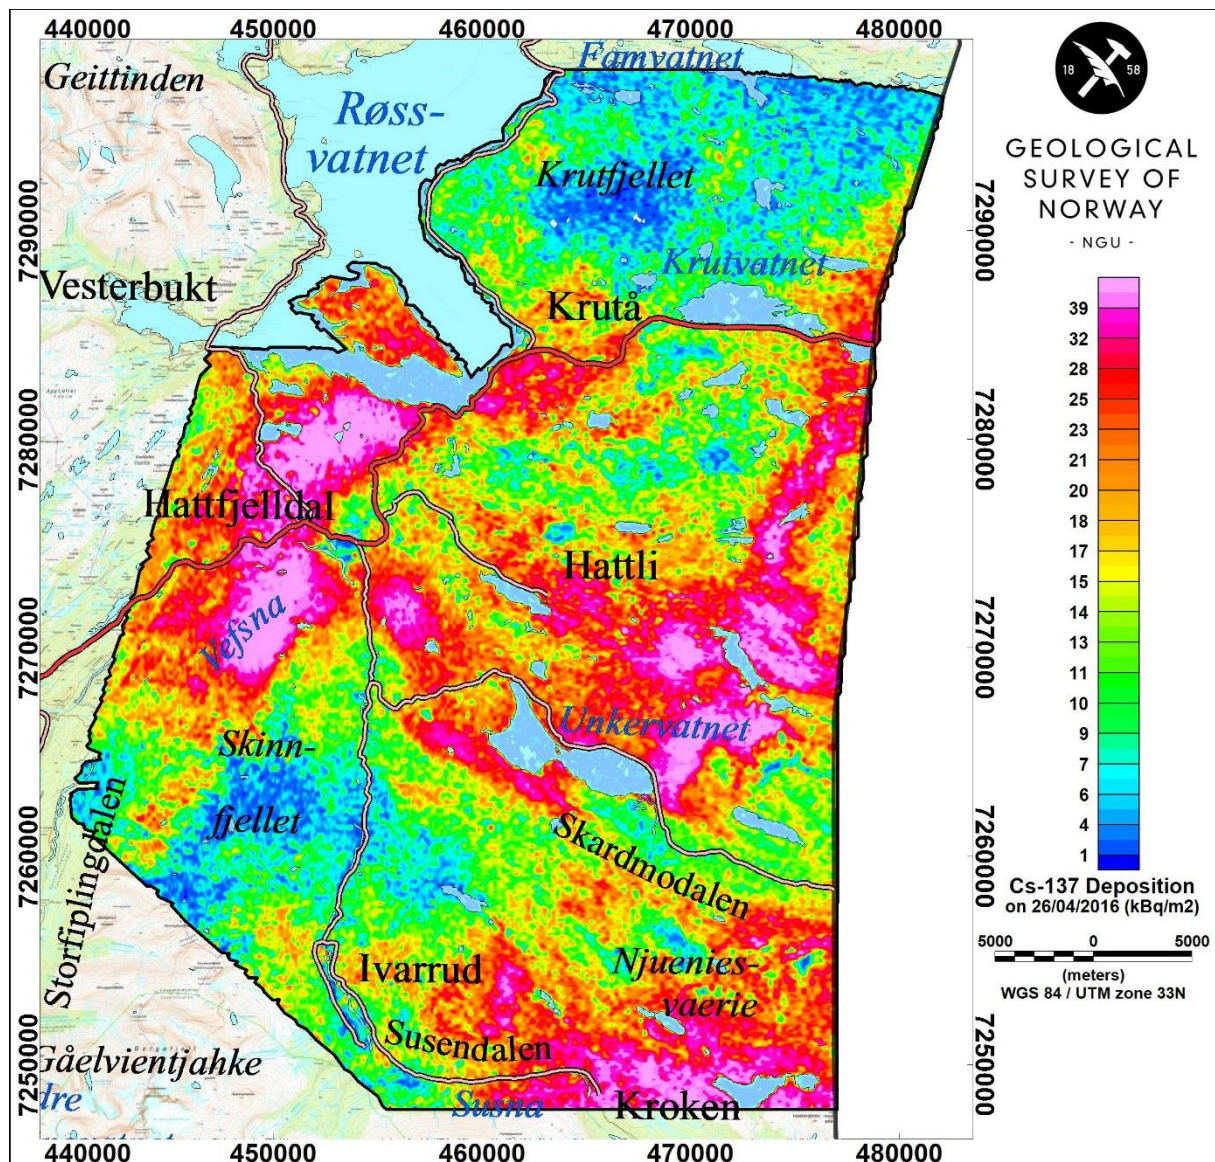 440000 450000 460000 470000 480000
Geittinden
Famvatnet
Røss-
vatnet
Krutfjellet
7290000
7290000
Vesterbukt
Krutvatnet
Krutå
7280000
7280000
Hattfjelldal
Hattli
Vefsna
7270000
7270000
Unkervatnet
Skinn-
fjellet
Storfiplingdalen
Skardmodalen
7260000
7260000
Ivarrud
Njuenies-
vaerie
Susendalen
7250000
7250000
Gåelvientjahke
dre
Susna
Kroken
440000 450000 460000 470000 480000
18 58
GEOLOGICAL
SURVEY OF
NORWAY
- NGU -
39
32
28
25
23
21
20
18
17
15
14
13
11
10
9
7
6
4
1
Cs-137 Deposition
on 26/04/2016 (kBq/m2)
5000 0 5000
(meters)
WGS 84 / UTM zone 33N